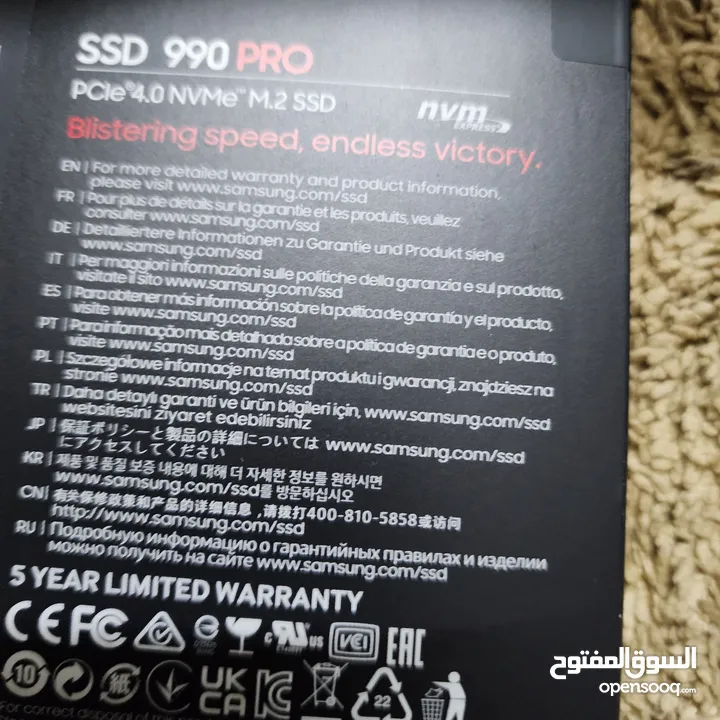 SSD 990 PRO
PCIe®4.0 NVMe™ M.2 SSD
nvm
EXPRESS
Blistering speed, endless victory.
EN | For more detailed warranty and product information,
please visit www.samsung.com/ssd
FR | Pour plus de détails sur la garantie et les produits, veuillez
consulter www.samsung.com/ssd
DE | Detailliertere Informationen zu Garantie und Produkt siehe
www.samsung.com/ssd
IT | Per maggiori informazioni sulle politiche della garanzia e sul prodotto,
visitate il sito www.samsung.com/ssd
ES | Para obtener más información sobre la política de garantía y el producto,
visite www.samsung.com/ssd
PT | Para informação mais detalhada sobre a política de garantia e o produto,
visite www.samsung.com/ssd
PL | Szczegółowe informacje na temat produktu i gwarancji, znajdziesz na
stronie www.samsung.com/ssd
TR | Daha detaylı garanti ve ürün bilgileri için, www.samsung.com/ssd
websitesini ziyaret edebilirsiniz
JP | 保証ポリシーと製品の詳細については www.samsung.com/ssd
にアクセスしてください
KR | 제품 및 품질 보증 내용에 대해 더 자세한 정보를 원하시면
www.samsung.com/ssd를 방문하십시오
CN | 有关保修政策和产品的详细信息,请拨打400-810-5858或访问
http://www.samsung.com/ssd
RU | Подробную информацию о гарантийных правилах и изделии
можно получить на сайте www.samsung.com/ssd
5 YEAR LIMITED WARRANTY
CE FC c UL us VCI EAC
10 紙 UK CA KC 22
For correct disposal of
السوق المفتوح
opensooq.com